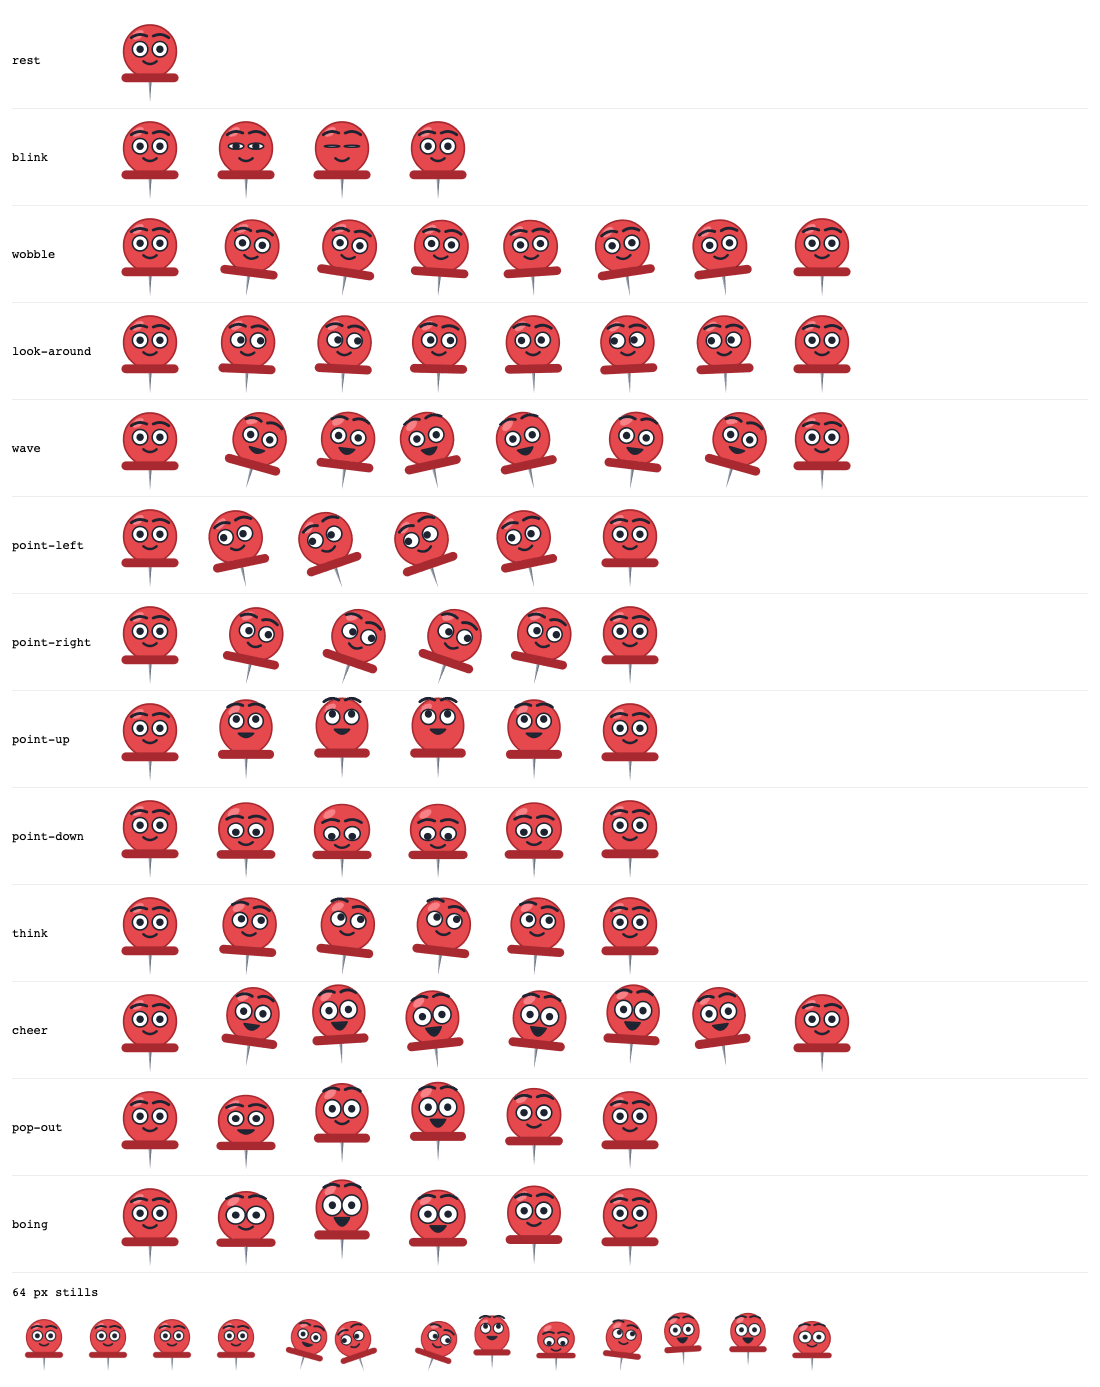 rest
blink
wobble
look-around
wave
point-left
point-right
point-up
point-down
think
cheer
pop-out
boing
64 px stills